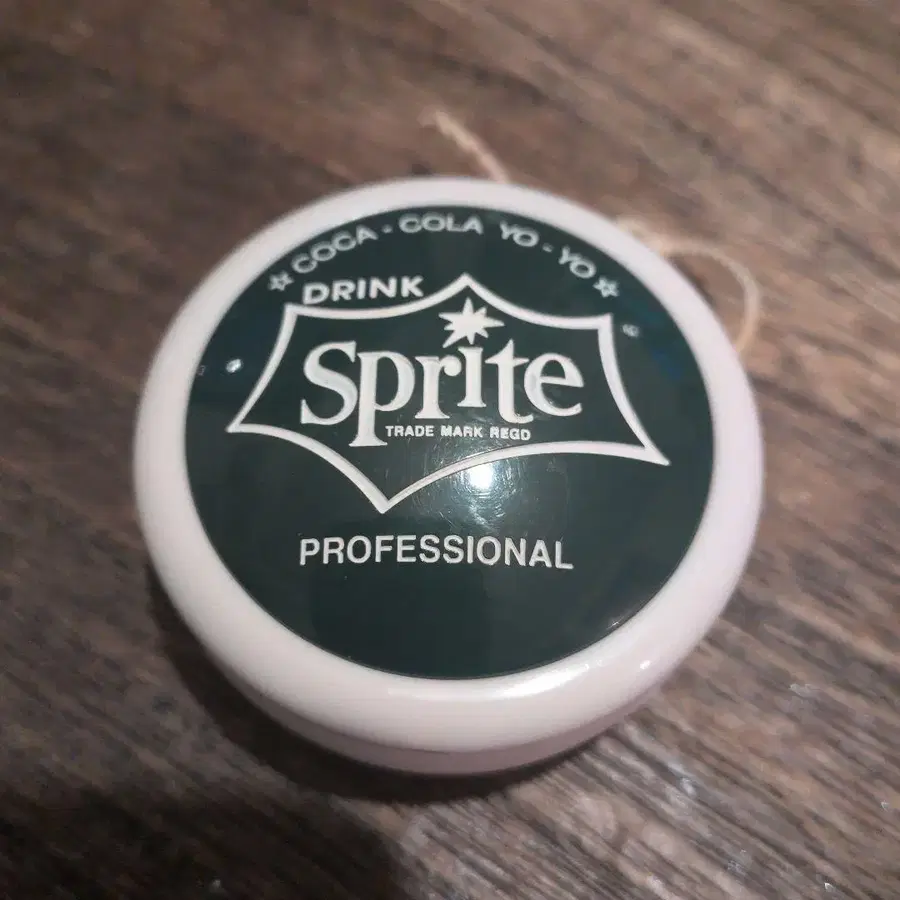 ☆ COCA-COLA YO-YO ☆
DRINK
Sprite
TRADE MARK REGD
PROFESSIONAL